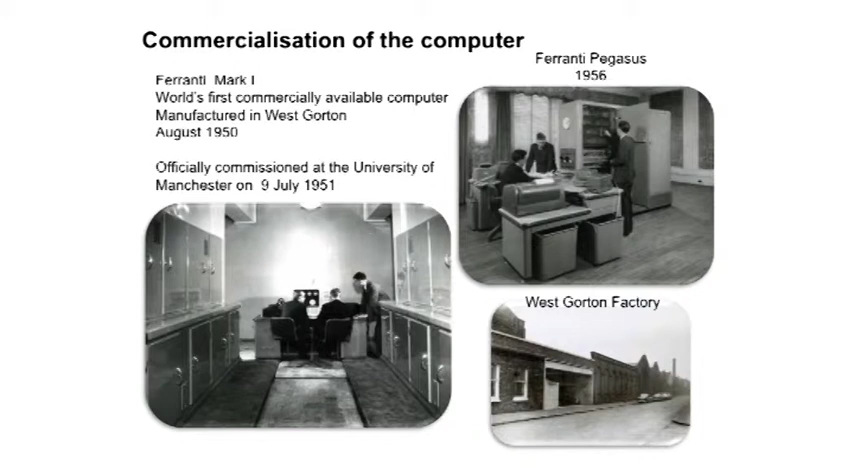 Commercialisation of the computer
Ferranti Mark I
World's first commercially available computer
Manufactured in West Gorton
August 1950
Officially commissioned at the University of
Manchester on 9 July 1951
Ferranti Pegasus
1956
West Gorton Factory